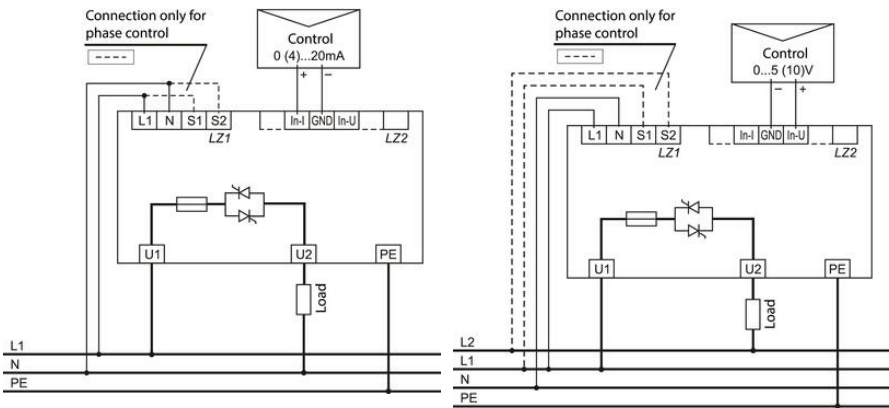 Connection only for
phase control
Control
0 (4)...20mA
+ −
L1 N S1 S2 In-I GND In-U
LZ1 LZ2
U1 U2 PE
Load
L1
N
PE
Connection only for
phase control
Control
0...5 (10)V
− +
L1 N S1 S2 In-I GND In-U
LZ1 LZ2
U1 U2 PE
Load
L2
L1
N
PE